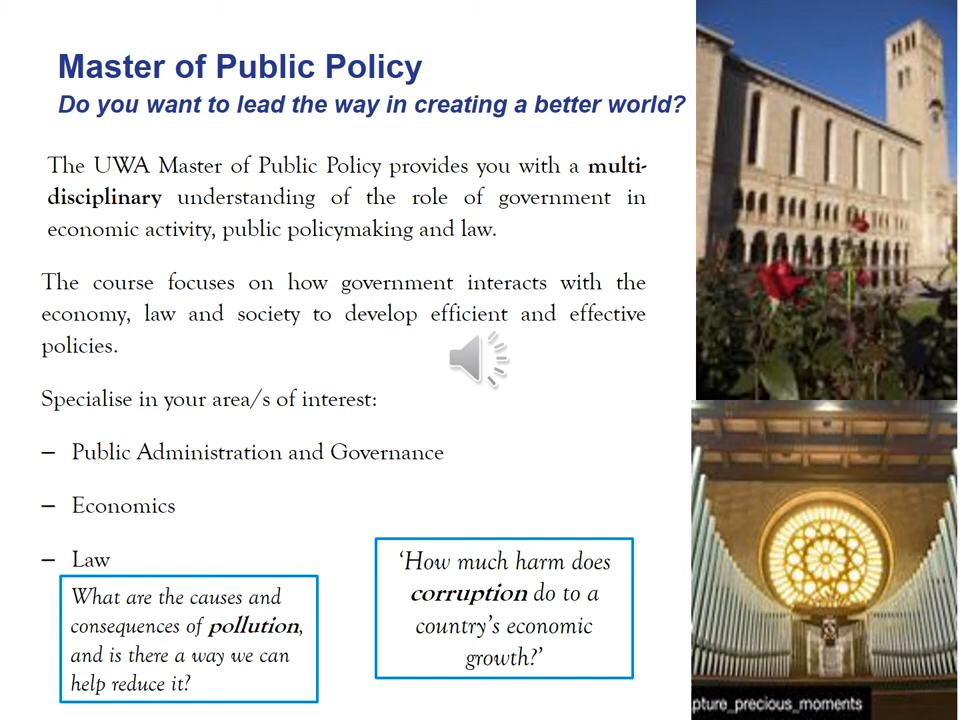 Master of Public Policy
Do you want to lead the way in creating a better world?
The UWA Master of Public Policy provides you with a multi-
disciplinary understanding of the role of government in
economic activity, public policymaking and law.
The course focuses on how government interacts with the
economy, law and society to develop efficient and effective
policies.
Specialise in your area/s of interest:
– Public Administration and Governance
– Economics
– Law
What are the causes and
consequences of pollution,
and is there a way we can
help reduce it?
‘How much harm does
corruption do to a
country’s economic
growth?’
pture_precious_moments